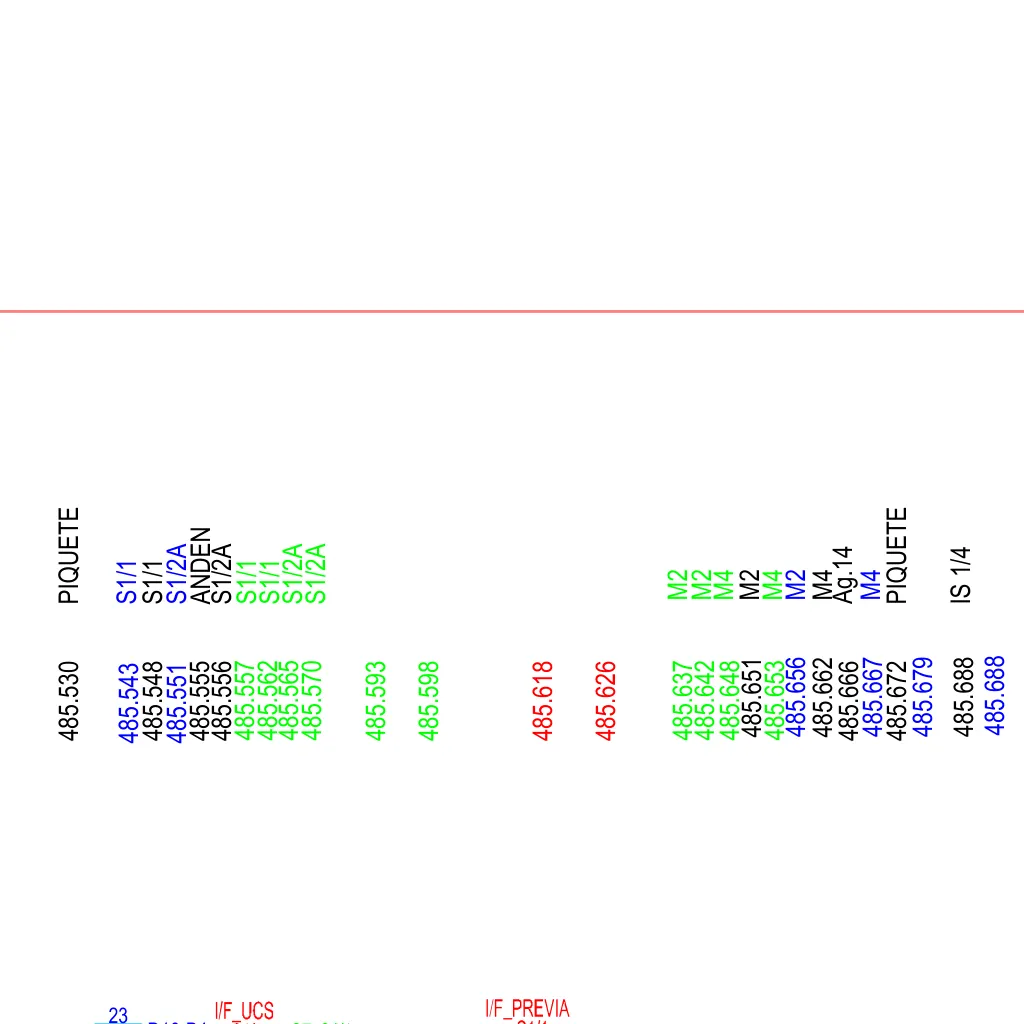 PIQUETE
S1/1
S1/1
S1/2A
ANDEN
S1/2A
S1/1
S1/1
S1/2A
S1/2A
M2
M2
M4
M2
M4
M2
M4
Ag.14
M4
PIQUETE
IS 1/4
485.530
485.543
485.548
485.551
485.555
485.556
485.557
485.562
485.565
485.570
485.593
485.598
485.618
485.626
485.637
485.642
485.648
485.651
485.653
485.656
485.662
485.666
485.667
485.672
485.679
485.688
485.688
I/F_UCS
I/F_PREVIA
23